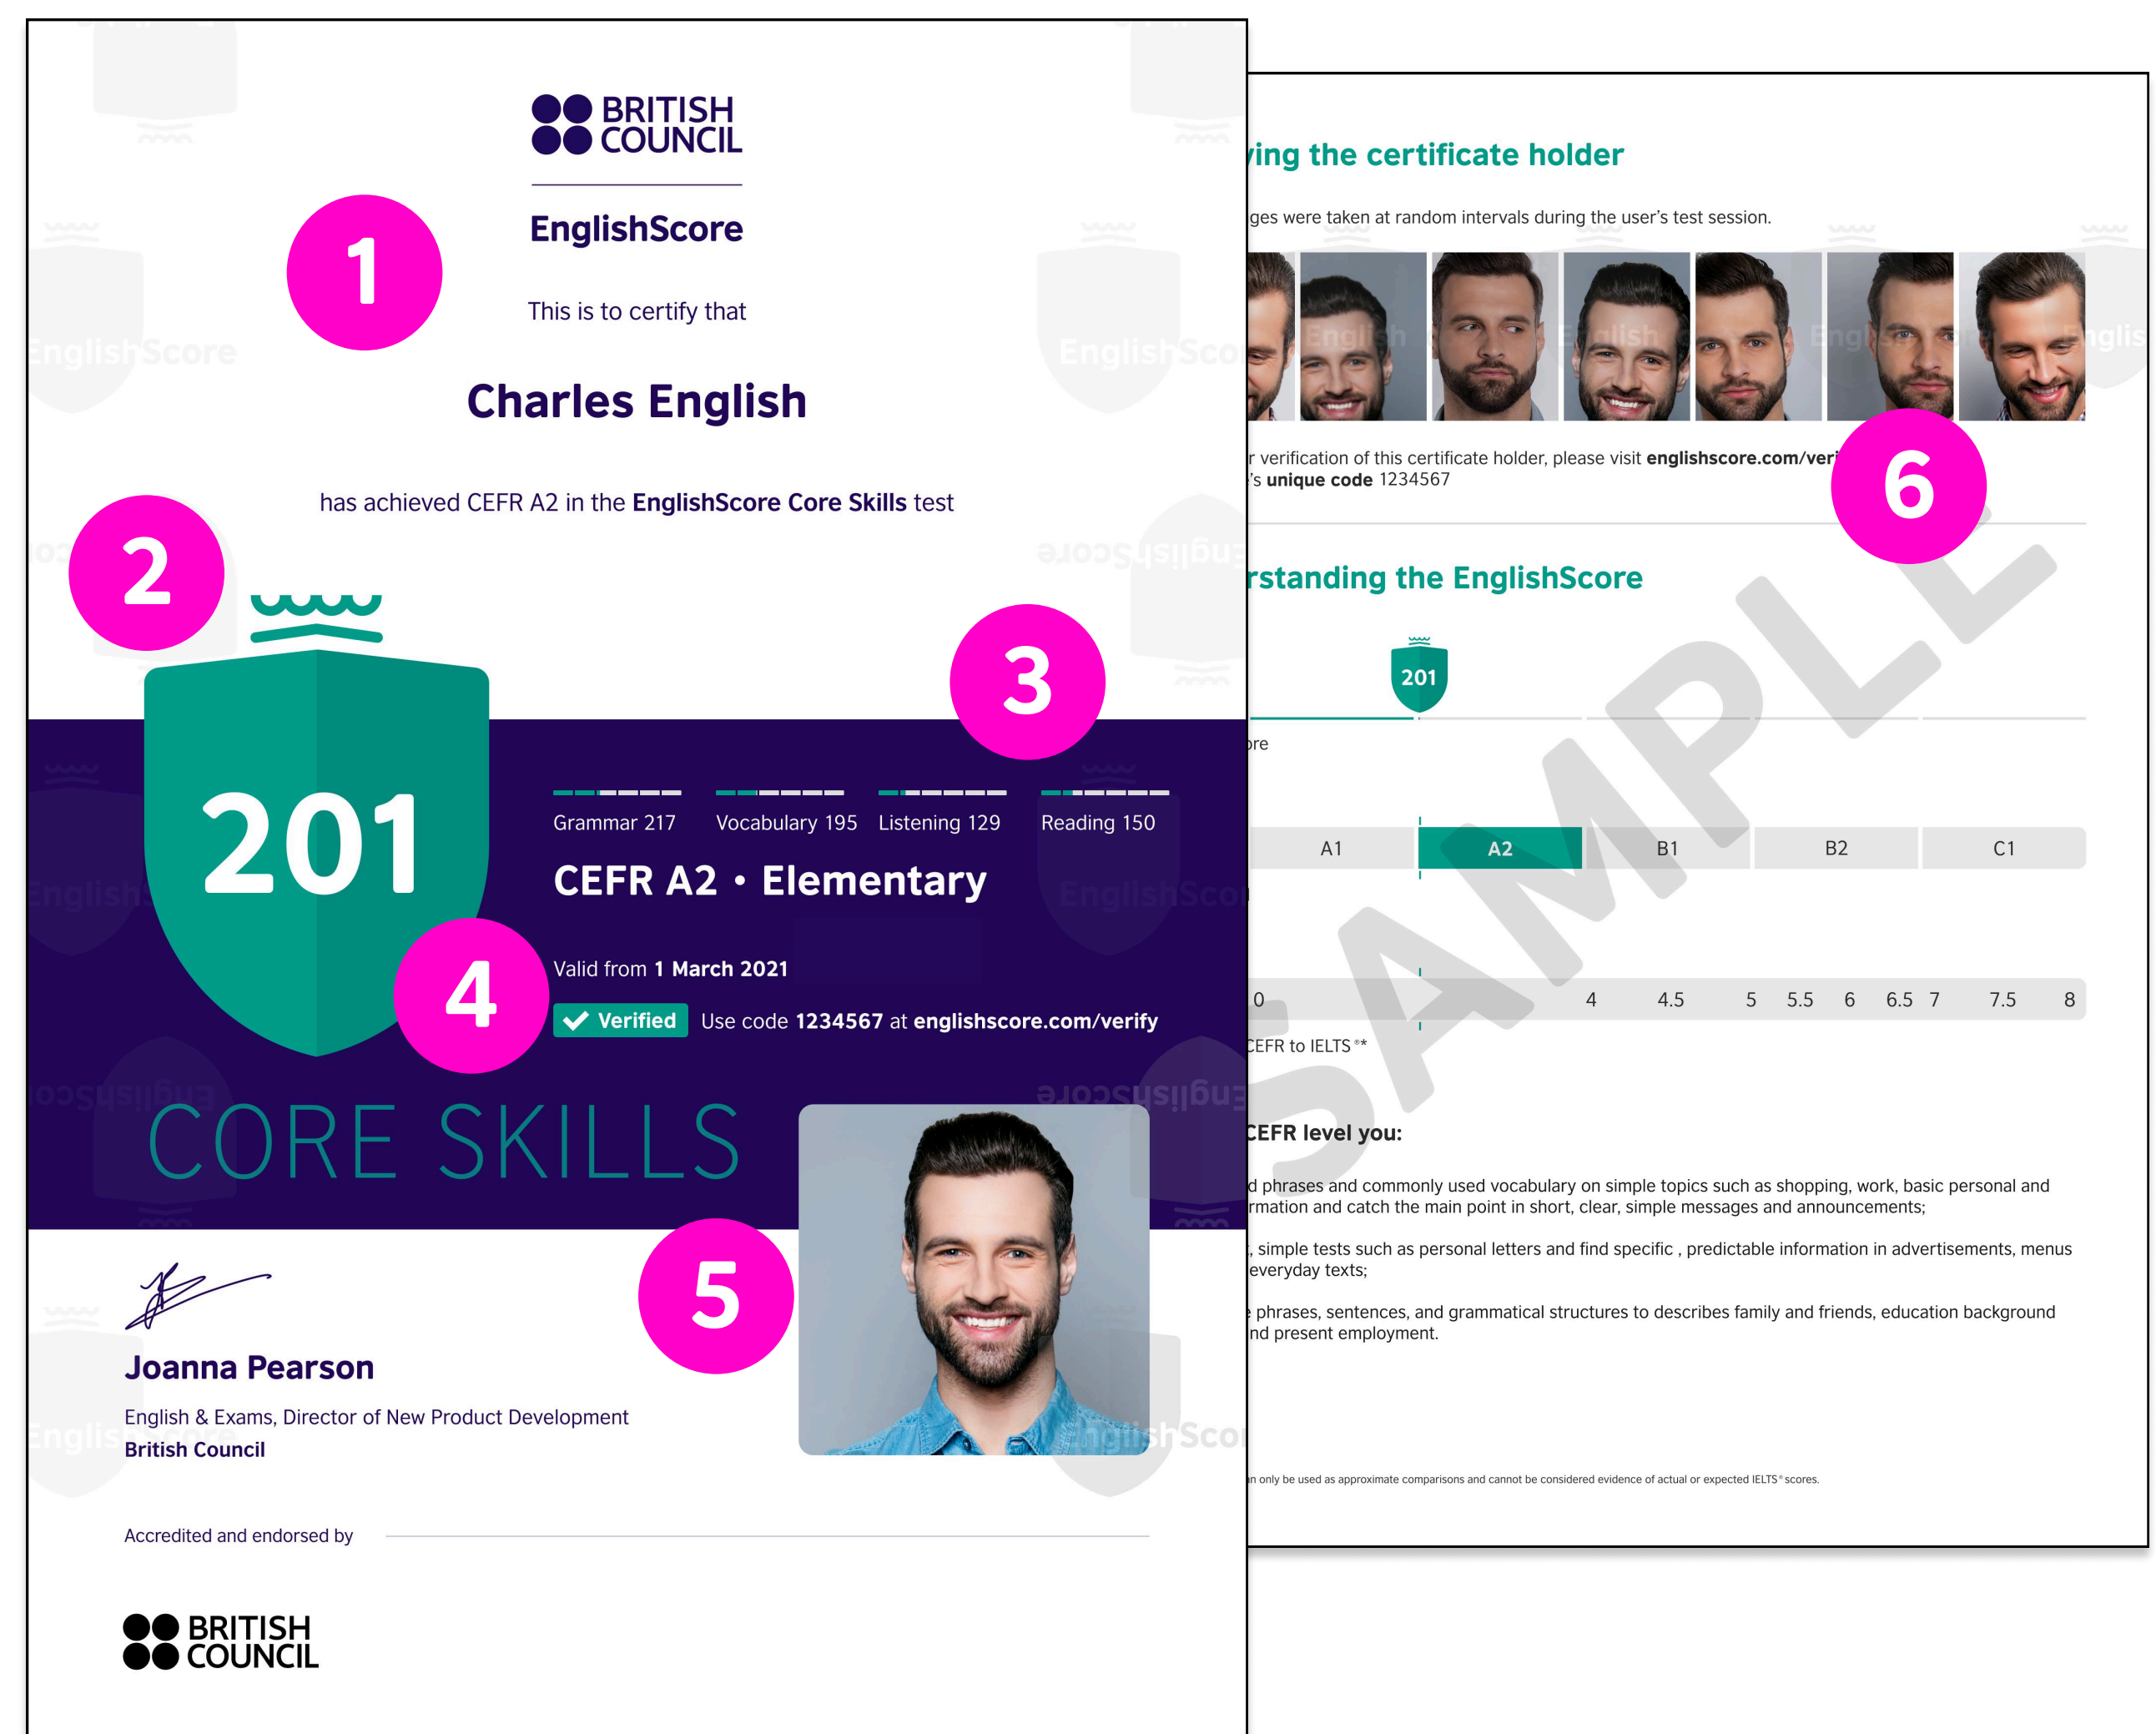 BRITISH
COUNCIL
EnglishScore
1
This is to certify that
Charles English
has achieved CEFR A2 in the EnglishScore Core Skills test
2
3
201
Grammar 217 Vocabulary 195 Listening 129 Reading 150
CEFR A2 • Elementary
4
Valid from 1 March 2021
Verified Use code 1234567 at englishscore.com/verify
CORE SKILLS
5
Joanna Pearson
English & Exams, Director of New Product Development
British Council
Accredited and endorsed by
BRITISH
COUNCIL
EnglishScore
the certificate holder
were taken at random intervals during the user's test session.
verification of this certificate holder, please visit englishscore.com/veri
unique code 1234567
6
the EnglishScore
201
A1 A2 B1 B2 C1
0 4 4.5 5 5.5 6 6.5 7 7.5 8
CEFR to IELTS®*
CEFR level you:
phrases and commonly used vocabulary on simple topics such as shopping, work, basic personal and
and catch the main point in short, clear, simple messages and announcements;
, simple tests such as personal letters and find specific , predictable information in advertisements, menus
everyday texts;
phrases, sentences, and grammatical structures to describes family and friends, education background
present employment.
only be used as approximate comparisons and cannot be considered evidence of actual or expected IELTS® scores.
SAMPLE